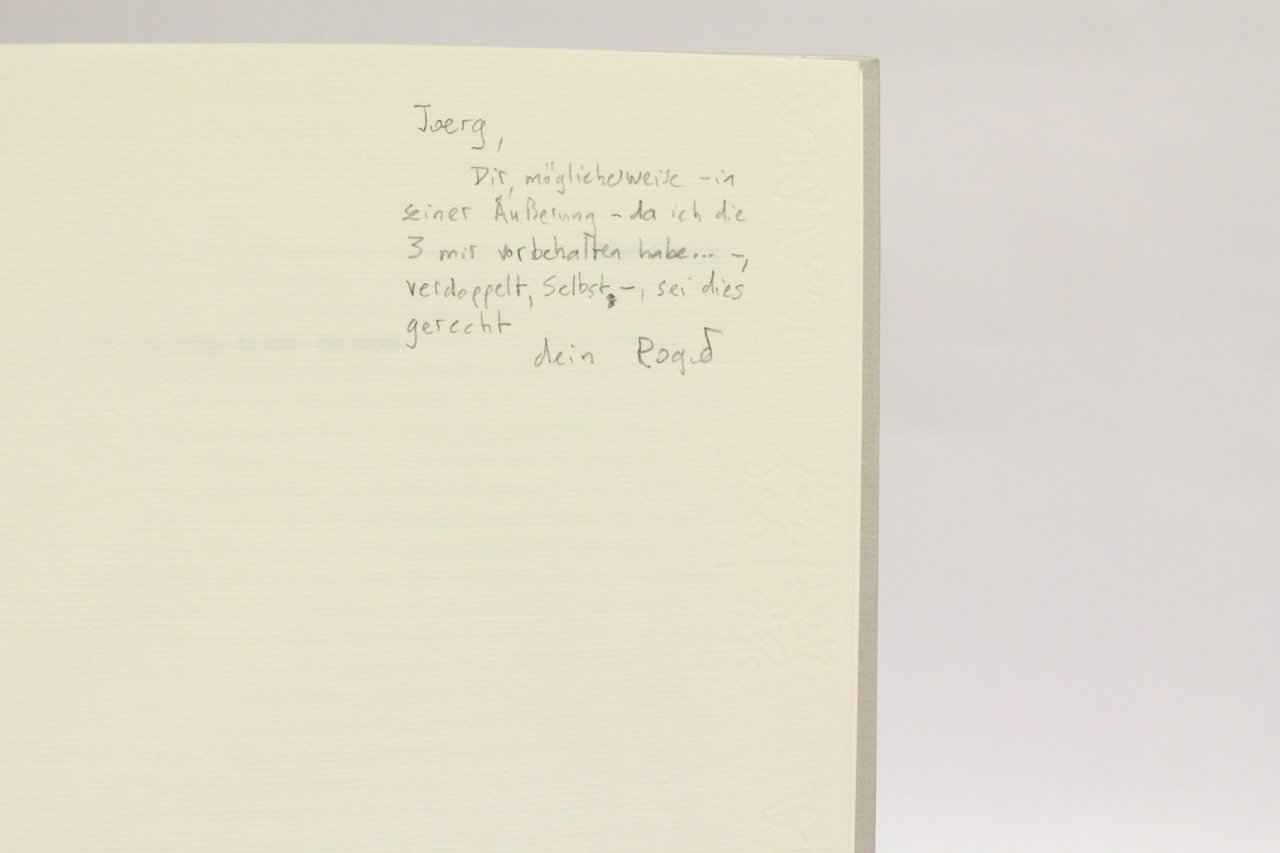 Joerg,
Dir, möglicherweise – in
seiner Äußerung – da ich die
3 mir vorbehalten habe... –,
verdoppelt, Selbst, –, sei dies
gerecht
dein